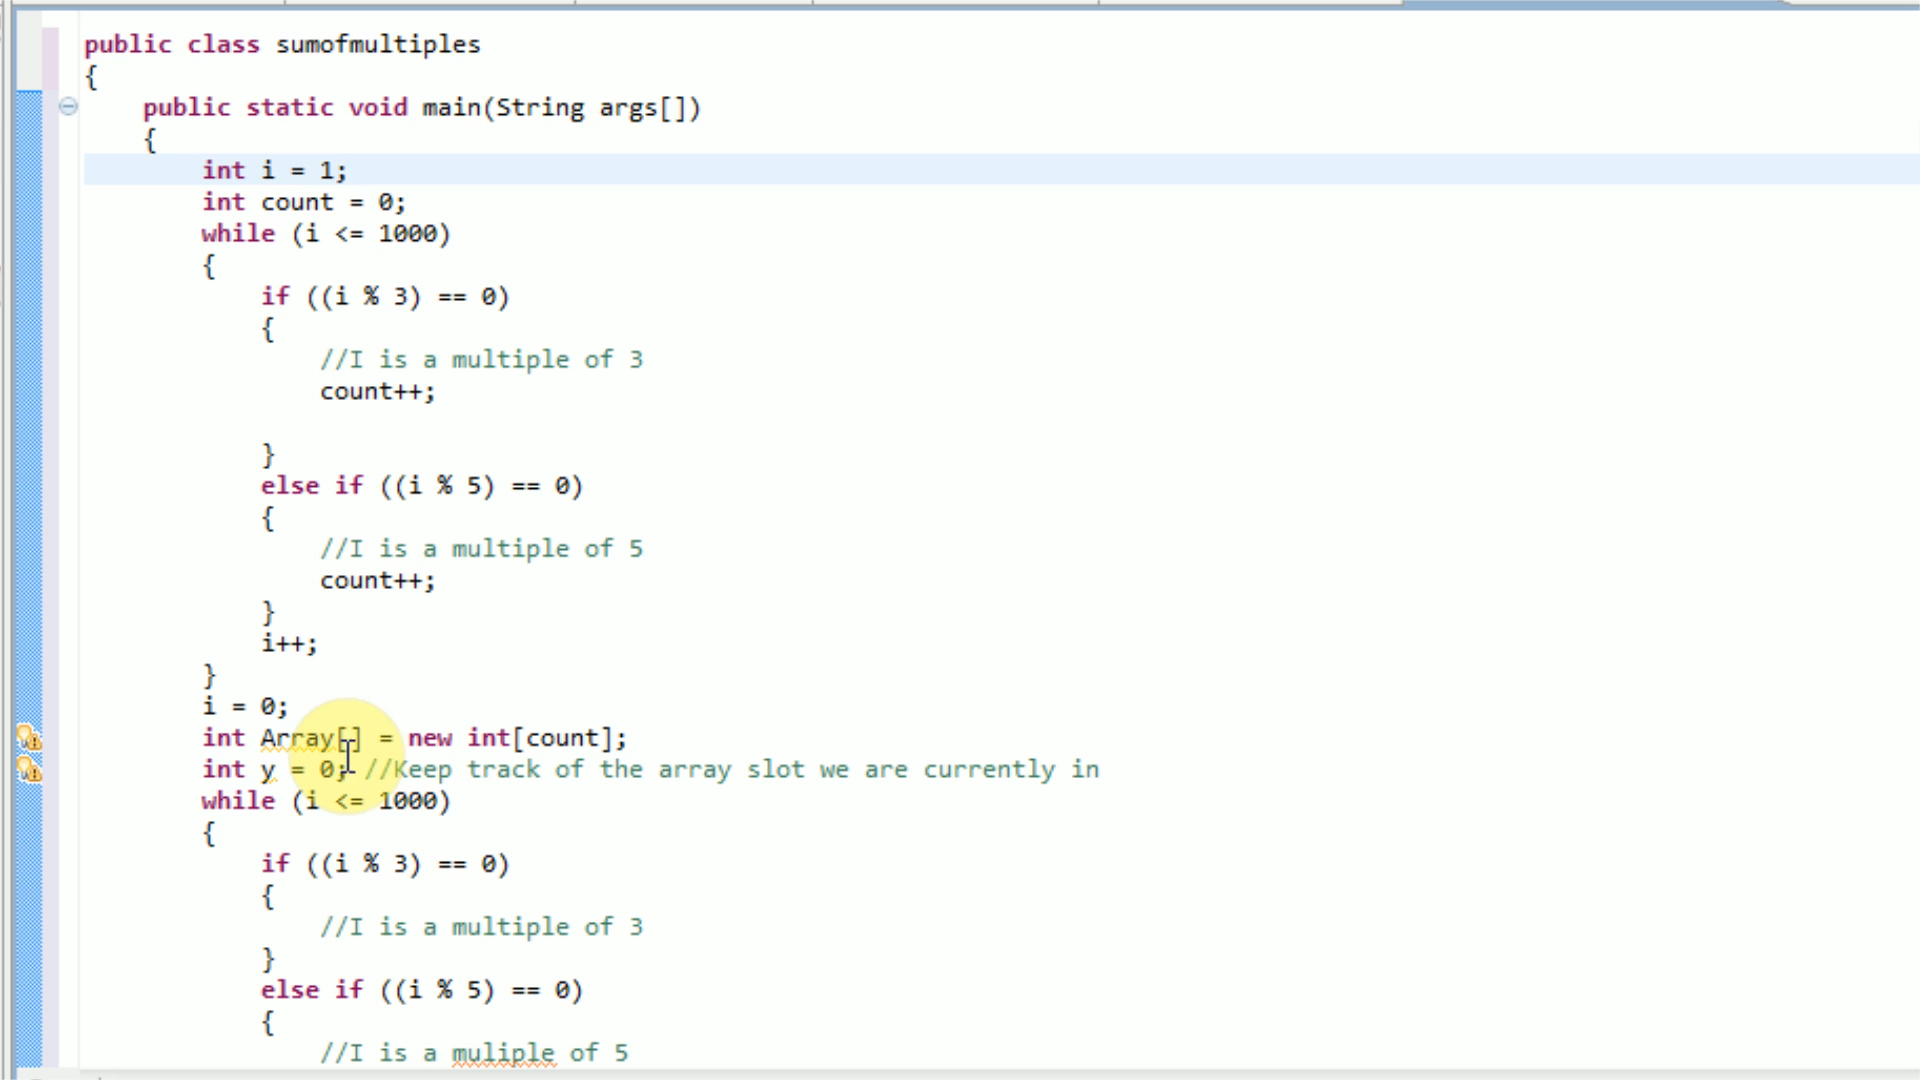 public class sumofmultiples
{
public static void main(String args[])
{
int i = 1;
int count = 0;
while (i <= 1000)
{
if ((i % 3) == 0)
{
//I is a multiple of 3
count++;
}
else if ((i % 5) == 0)
{
//I is a multiple of 5
count++;
}
i++;
}
i = 0;
int Array[] = new int[count];
int y = 0; //Keep track of the array slot we are currently in
while (i <= 1000)
{
if ((i % 3) == 0)
{
//I is a multiple of 3
}
else if ((i % 5) == 0)
{
//I is a muliple of 5